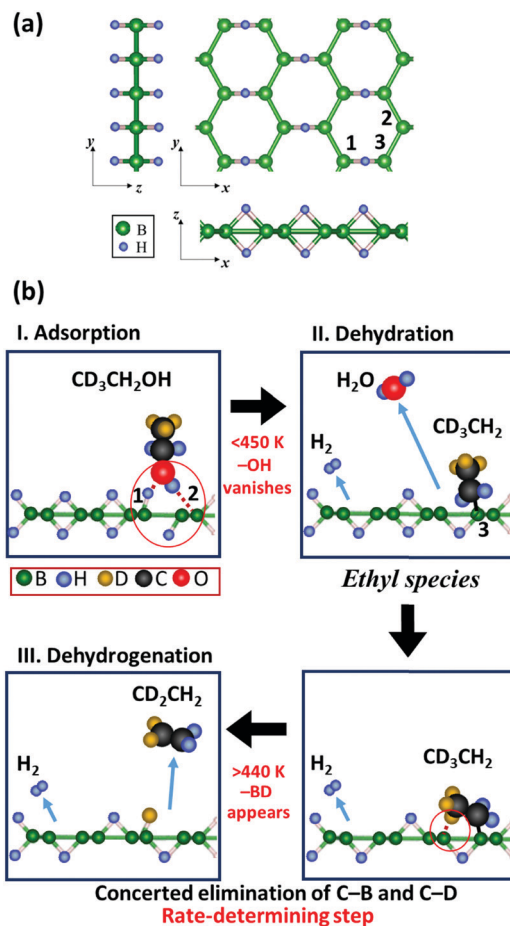 (a)
y
z
y
x
1
2
3
B
H
z
x
(b)
I. Adsorption
CD₃CH₂OH
1
2
B H D C O
<450 K
–OH
vanishes
II. Dehydration
H₂O
H₂
CD₃CH₂
3
Ethyl species
III. Dehydrogenation
CD₂CH₂
H₂
>440 K
–BD
appears
H₂
CD₃CH₂
Concerted elimination of C–B and C–D
Rate-determining step